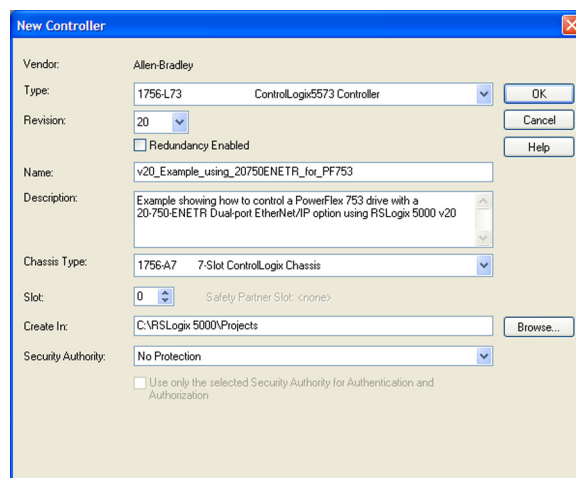 New Controller
Vendor: Allen-Bradley
Type: 1756-L73 ControlLogix5573 Controller OK
Revision: 20 Cancel
Redundancy Enabled Help
Name: v20_Example_using_20750ENETR_for_PF753
Description: Example showing how to control a PowerFlex 753 drive with a
20-750-ENETR Dual-port EtherNet/IP option using RSLogix 5000 v20
Chassis Type: 1756-A7 7-Slot ControlLogix Chassis
Slot: 0 Safety Partner Slot: <none>
Create In: C:\RSLogix 5000\Projects Browse...
Security Authority: No Protection
Use only the selected Security Authority for Authentication and
Authorization